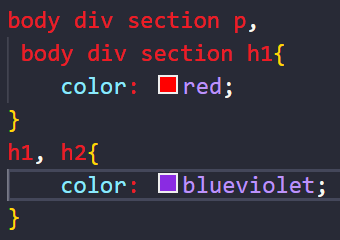 body div section p,
 body div section h1{
    color: red;
}
h1, h2{
    color: blueviolet;
}